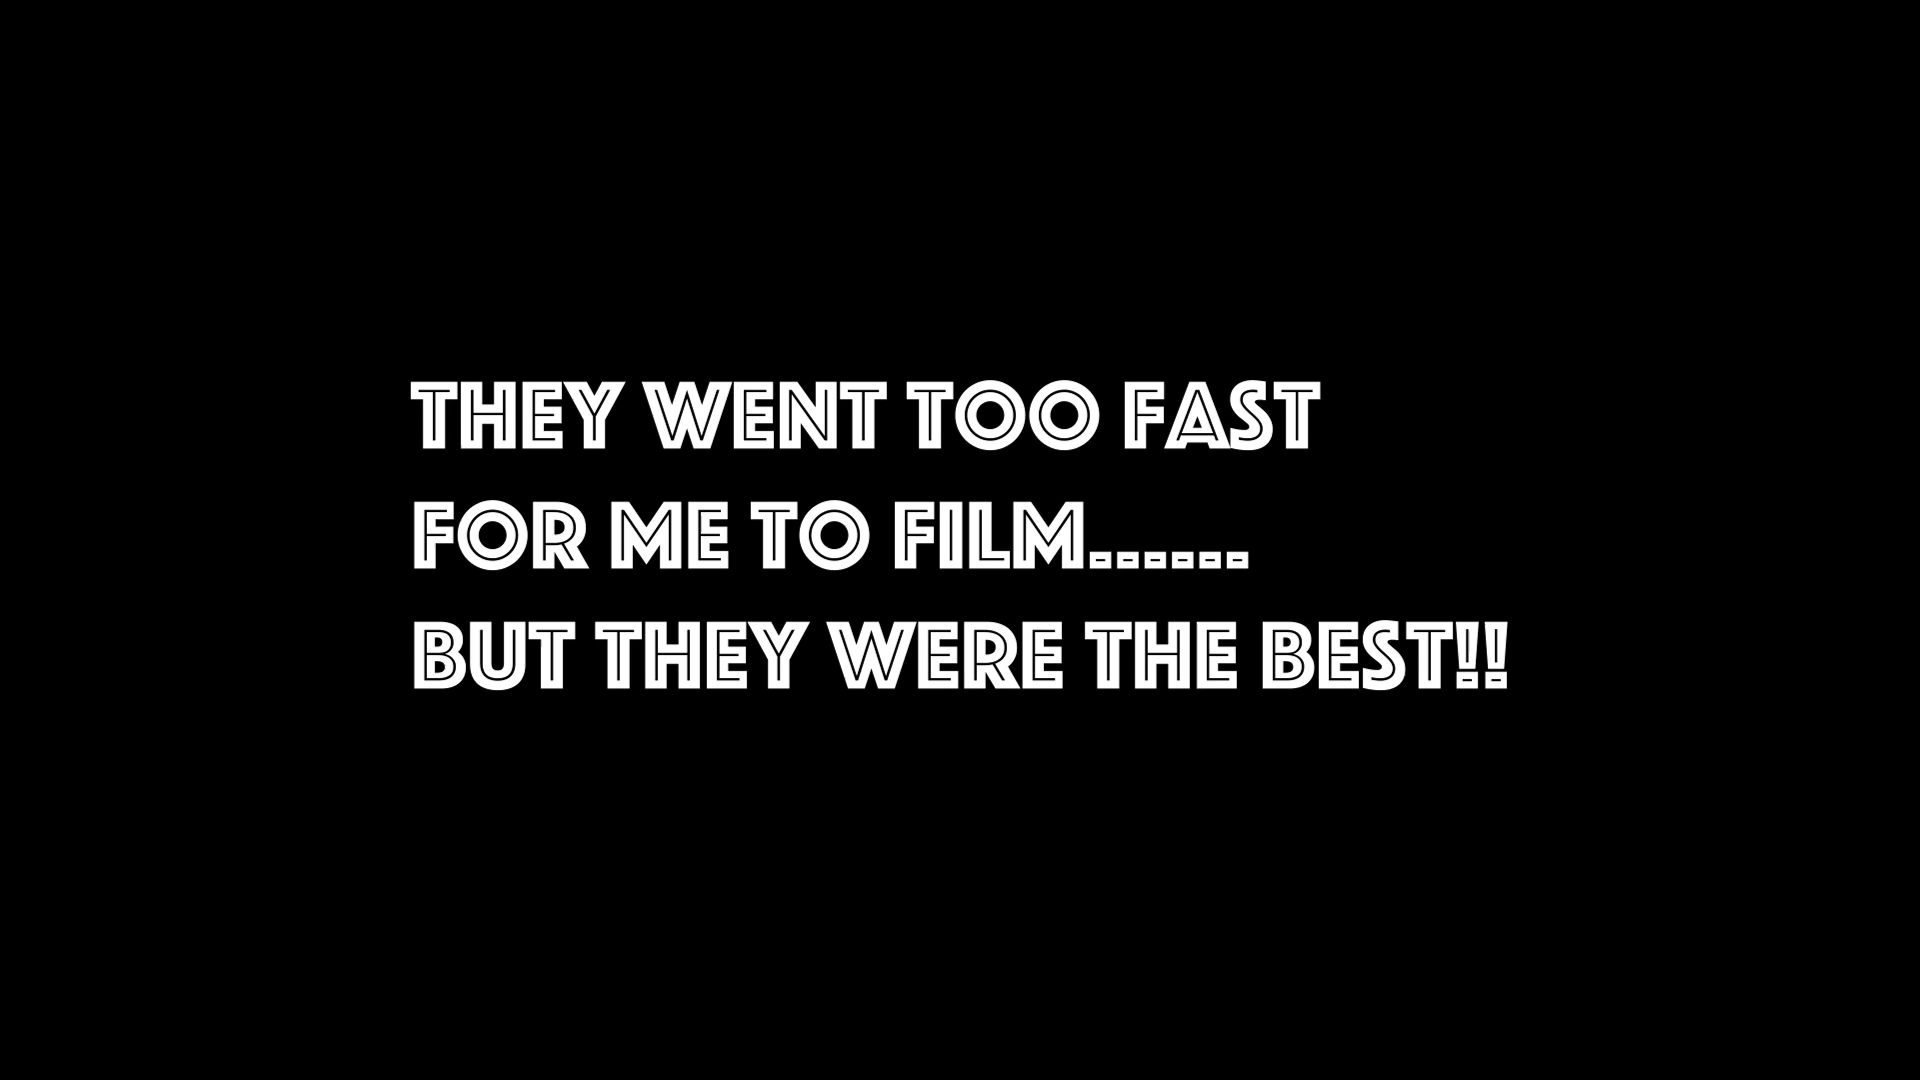 THEY WENT TOO FAST
FOR ME TO FILM......
BUT THEY WERE THE BEST!!